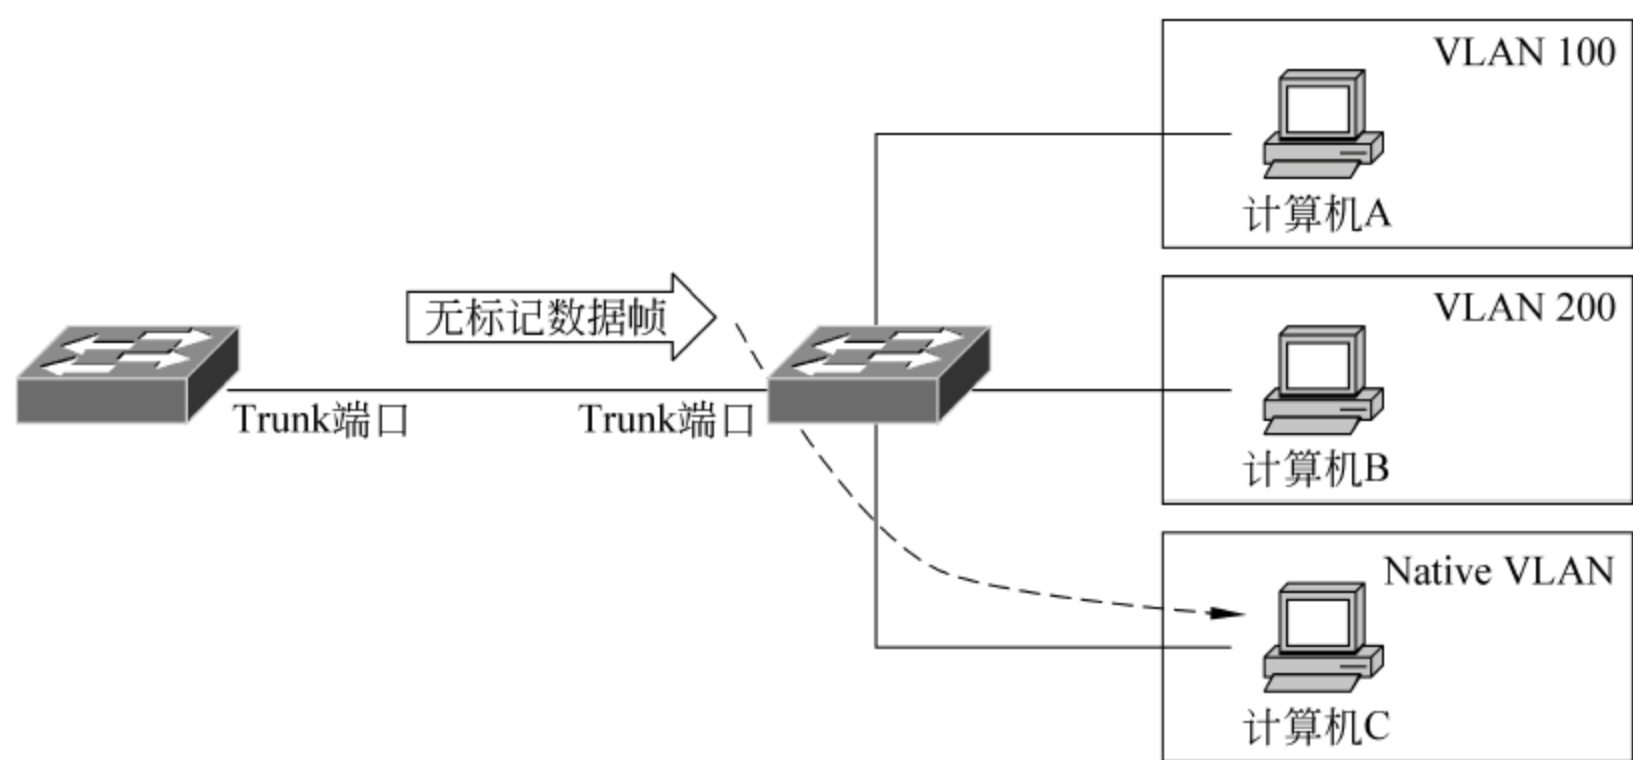 VLAN 100
计算机A
无标记数据帧
VLAN 200
Trunk端口
Trunk端口
计算机B
Native VLAN
计算机C